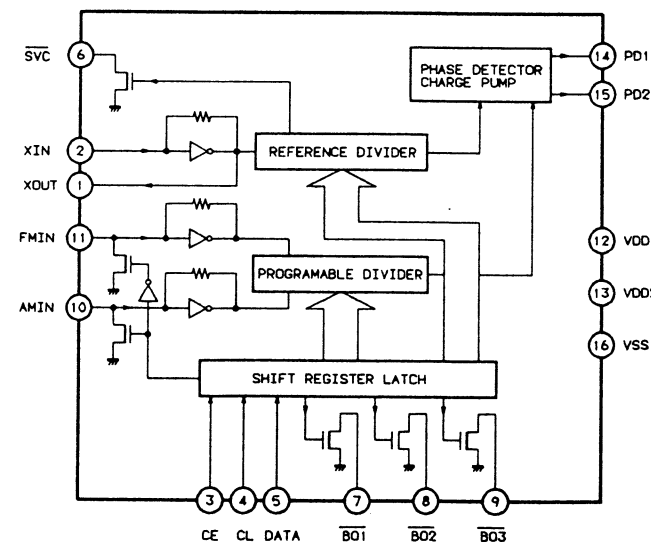 6
SVC
14
PD1
PHASE DETECTOR
CHARGE PUMP
15
PD2
XIN
2
REFERENCE DIVIDER
XOUT
1
FMIN
11
12
VDD
PROGRAMABLE DIVIDER
13
AMIN
10
16
VSS
SHIFT REGISTER LATCH
3
4
5
7
8
9
CE
CL
DATA
BO1
BO2
BO3